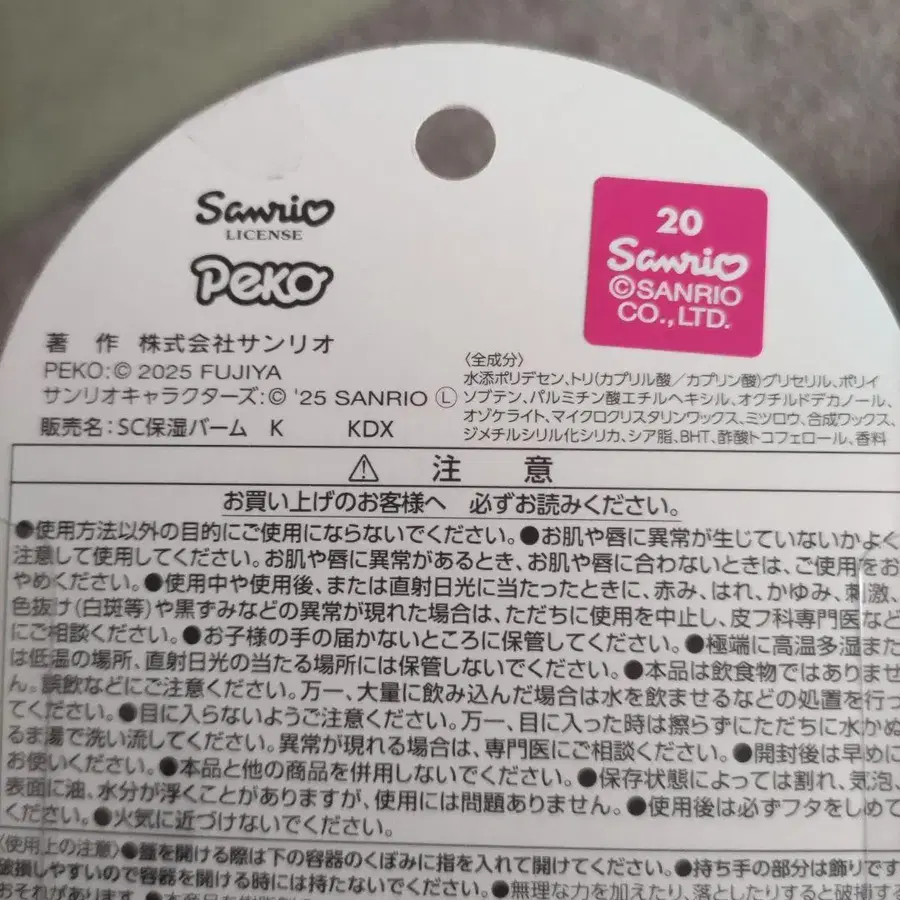 Sanrio
LICENSE
Peko
20
Sanrio
©SANRIO
CO.,LTD.
著 作 株式会社サンリオ
PEKO:© 2025 FUJIYA
サンリオキャラクターズ:© '25 SANRIO Ⓛ
販売名:SC保湿バーム K KDX
〈全成分〉
水添ポリデセン、トリ(カプリル酸/カプリン酸)グリセリル、ポリイ
ソブテン、パルミチン酸エチルヘキシル、オクチルドデカノール、
オゾケライト、マイクロクリスタリンワックス、ミツロウ、合成ワックス、
ジメチルシリル化シリカ、シア脂、BHT、酢酸トコフェロール、香料
⚠ 注 意
お買い上げのお客様へ 必ずお読みください。
●使用方法以外の目的にご使用にならないでください。●お肌や唇に異常が生じていないかよく
注意して使用してください。お肌や唇に異常があるとき、お肌や唇に合わないときは、ご使用をお
やめください。●使用中や使用後、または直射日光に当たったときに、赤み、はれ、かゆみ、刺激、
色抜け(白斑等)や黒ずみなどの異常が現れた場合は、ただちに使用を中止し、皮フ科専門医など
にご相談ください。●お子様の手の届かないところに保管してください。●極端に高温多湿また
は低温の場所、直射日光の当たる場所には保管しないでください。●本品は飲食物ではありませ
ん。誤飲などにご注意ください。万一、大量に飲み込んだ場合は水を飲ませるなどの処置を行っ
てください。●目に入らないようご注意ください。万一、目に入った時は擦らずにただちに水かぬ
るま湯で洗い流してください。異常が現れる場合は、専門医にご相談ください。●開封後は早めに
お使いください。●本品と他の商品を併用しないでください。●保存状態によっては割れ、気泡、
表面に油、水分が浮くことがありますが、使用には問題ありません。●使用後は必ずフタをしめて
ください。●火気に近づけないでください。
〈使用上の注意〉●蓋を開ける際は下の容器のくぼみに指を入れて開けてください。●持ち手の部分は飾りです
破損しやすいので容器を開ける時には持たないでください。●無理な力を加えたり、落としたりすると破損する
おそれがあります。